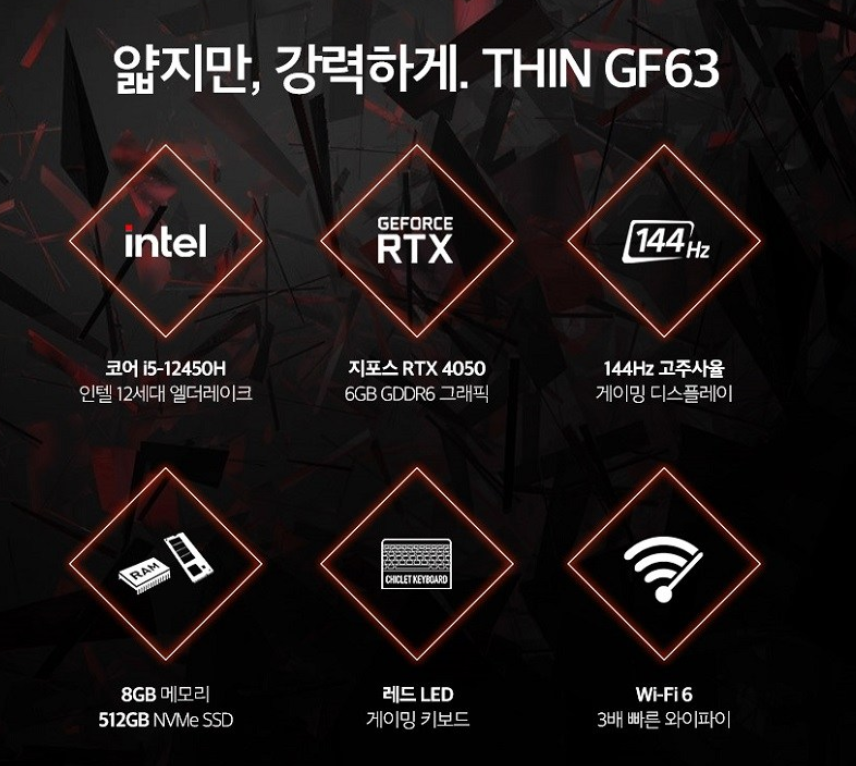 얇지만, 강력하게. THIN GF63
intel
GEFORCE
RTX
144Hz
코어 i5-12450H
인텔 12세대 엘더레이크
지포스 RTX 4050
6GB GDDR6 그래픽
144Hz 고주사율
게이밍 디스플레이
RAM
CHICLET KEYBOARD
8GB 메모리
512GB NVMe SSD
레드 LED
게이밍 키보드
Wi-Fi 6
3배 빠른 와이파이